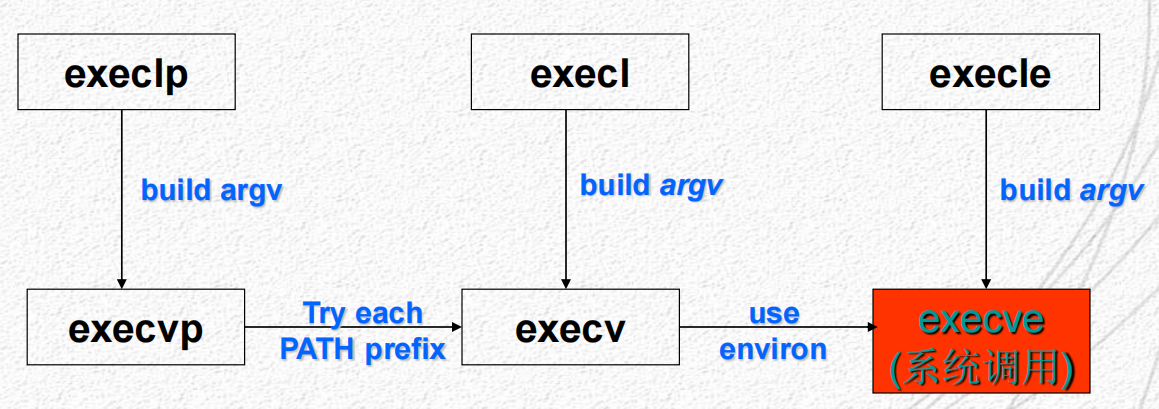 execlp
execl
execle
build argv
build argv
build argv
execvp
Try each
PATH prefix
execv
use
environ
execve
(系统调用)